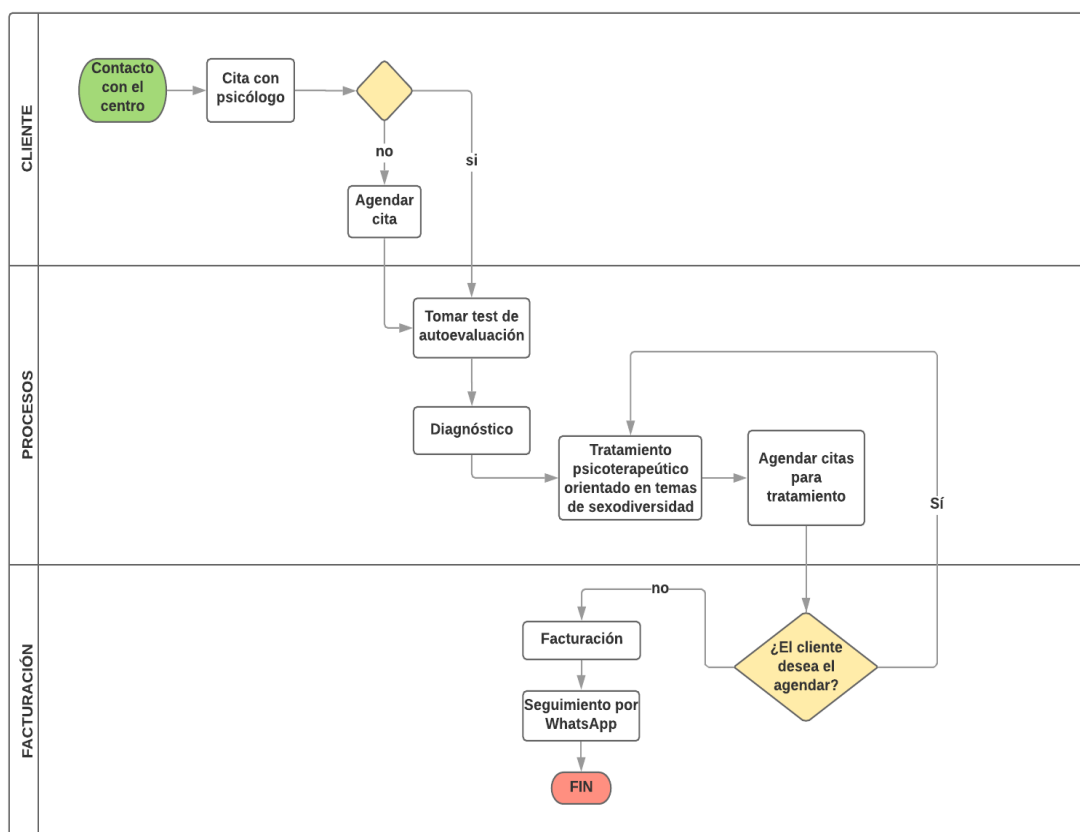 CLIENTE
Contacto
con el
centro
Cita con
psicólogo
no
si
Agendar
cita
PROCESOS
Tomar test de
autoevaluación
Diagnóstico
Tratamiento
psicoterapeútico
orientado en temas
de sexodiversidad
Agendar citas
para
tratamiento
Sí
FACTURACIÓN
no
¿El cliente
desea el
agendar?
Facturación
Seguimiento por
WhatsApp
FIN